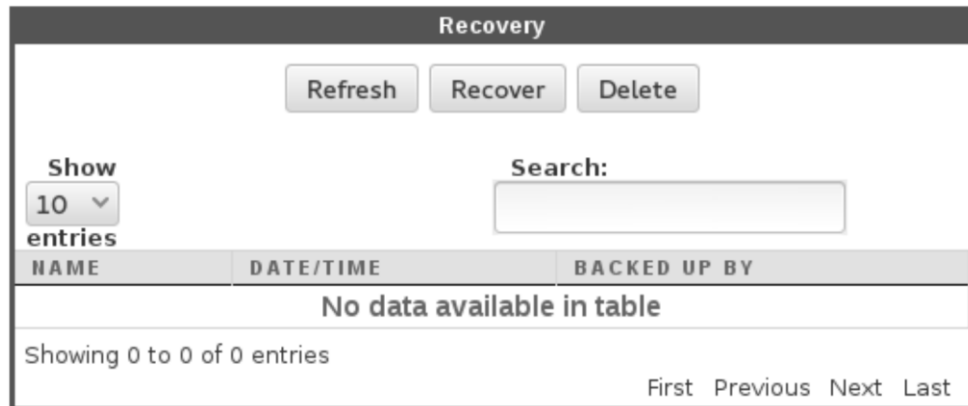 Recovery
Refresh Recover Delete
Show
10
entries
Search:
NAME DATE/TIME BACKED UP BY
No data available in table
Showing 0 to 0 of 0 entries
First Previous Next Last